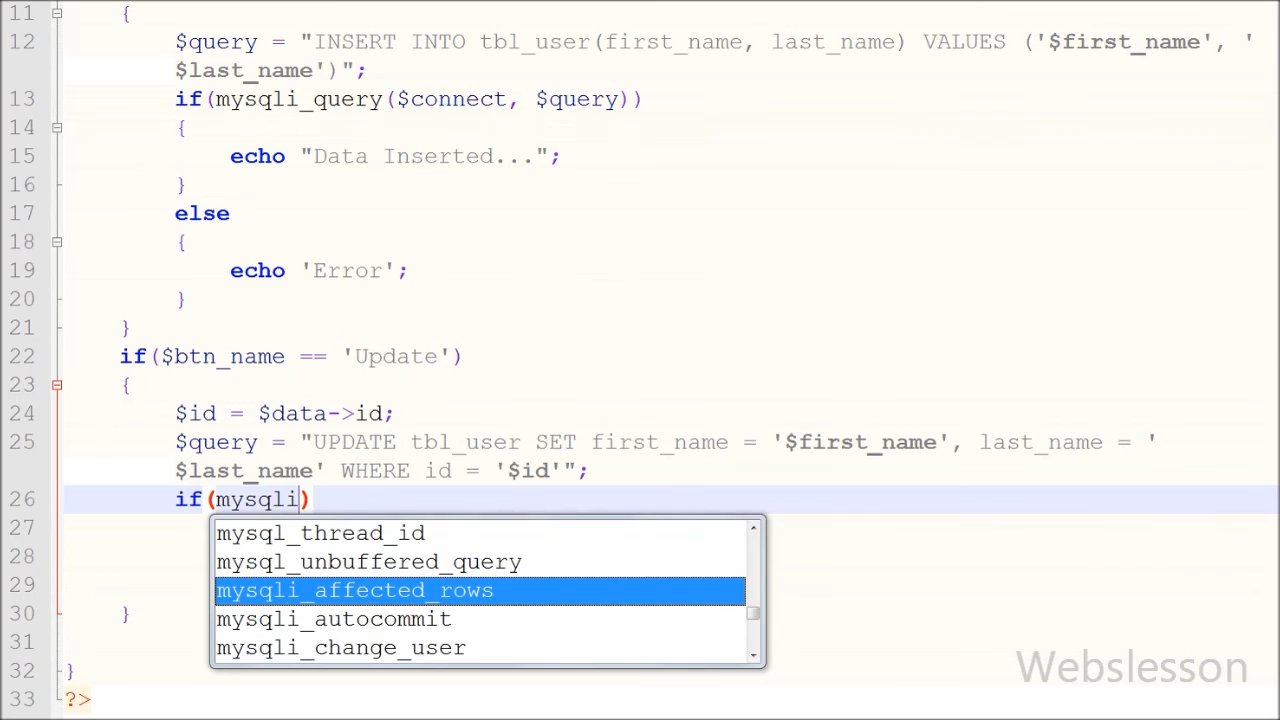 11 {
12 $query = "INSERT INTO tbl_user(first_name, last_name) VALUES ('$first_name', '
$last_name')";
13 if(mysqli_query($connect, $query))
14 {
15 echo "Data Inserted...";
16 }
17 else
18 {
19 echo 'Error';
20 }
21 }
22 if($btn_name == 'Update')
23 {
24 $id = $data->id;
25 $query = "UPDATE tbl_user SET first_name = '$first_name', last_name = '
$last_name' WHERE id = '$id'";
26 if(mysqli)
27 mysql_thread_id
28 mysql_unbuffered_query
29 mysqli_affected_rows
30 } mysqli_autocommit
31 mysqli_change_user
32 }
33 ?>
Webslesson